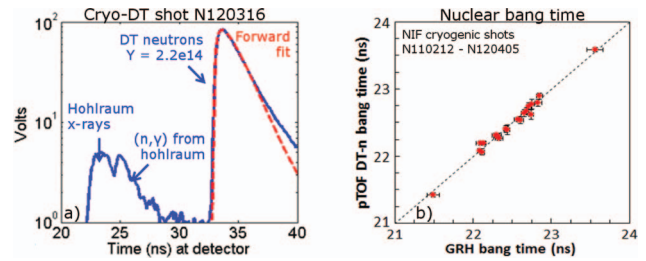 Cryo-DT shot N120316
10²
10¹
10⁰
Volts
DT neutrons
Y = 2.2e14
Forward
fit
Hohlraum
x-rays
(n,γ) from
hohlraum
a)
20
25
30
35
40
Time (ns) at detector
Nuclear bang time
24
23
22
21
pTOF DT-n bang time (ns)
NIF cryogenic shots
N110212 - N120405
b)
21
22
23
24
GRH bang time (ns)